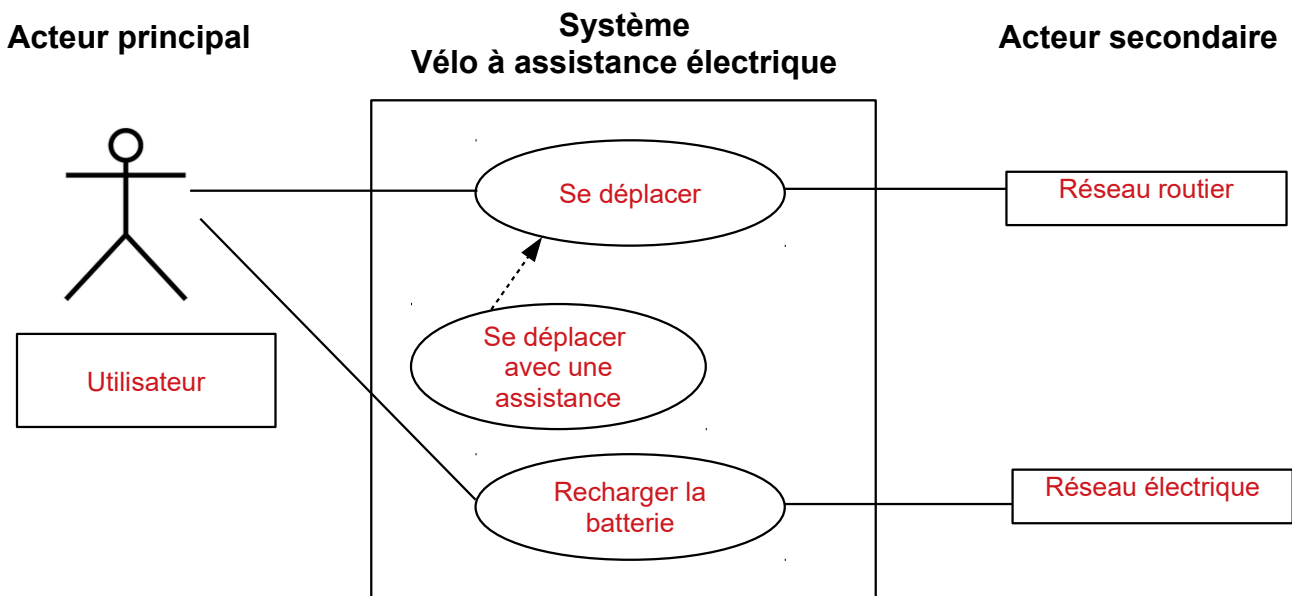 Acteur principal
Système
Vélo à assistance électrique
Acteur secondaire
Se déplacer
Réseau routier
Utilisateur
Se déplacer
avec une
assistance
Recharger la
batterie
Réseau électrique